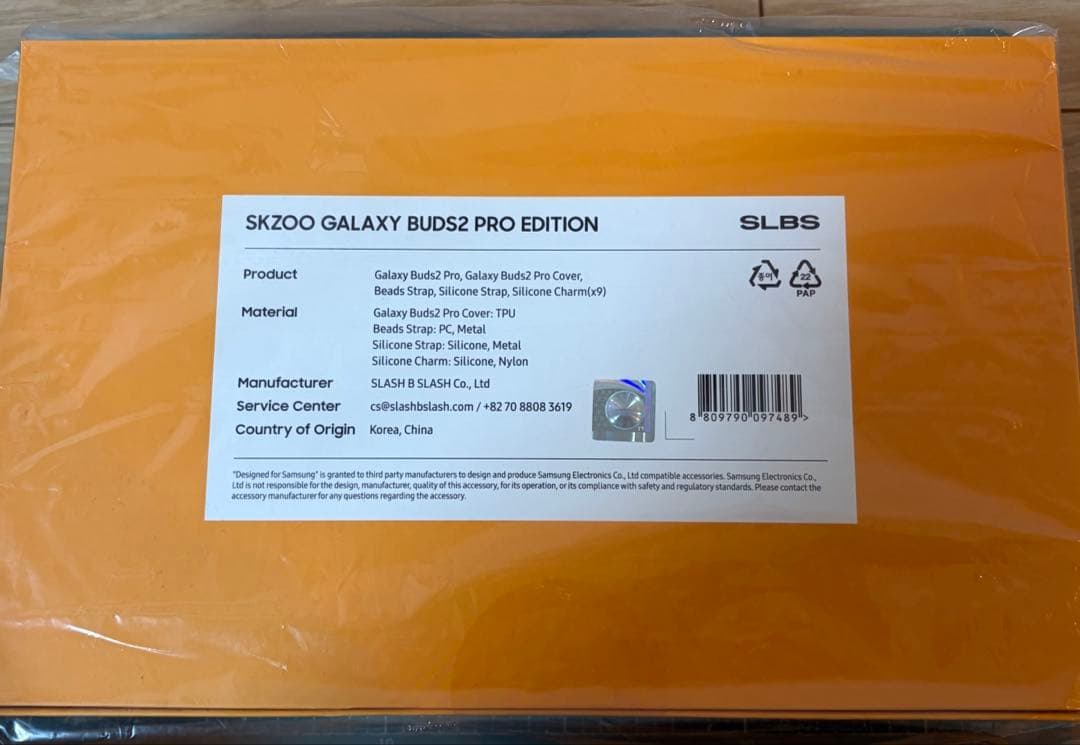 SKZOO GALAXY BUDS2 PRO EDITION SLBS
Product Galaxy Buds2 Pro, Galaxy Buds2 Pro Cover,
Beads Strap, Silicone Strap, Silicone Charm(x9)
종이 22
PAP
Material Galaxy Buds2 Pro Cover: TPU
Beads Strap: PC, Metal
Silicone Strap: Silicone, Metal
Silicone Charm: Silicone, Nylon
Manufacturer SLASH B SLASH Co., Ltd
Service Center cs@slashbslash.com / +82 70 8808 3619
Country of Origin Korea, China
8 809790 097489 >
"Designed for Samsung" is granted to third party manufacturers to design and produce Samsung Electronics Co., Ltd compatible accessories. Samsung Electronics Co.,
Ltd is not responsible for the design, manufacturer, quality of this accessory, for its operation, or its compliance with safety and regulatory standards. Please contact the
accessory manufacturer for any questions regarding the accessory.